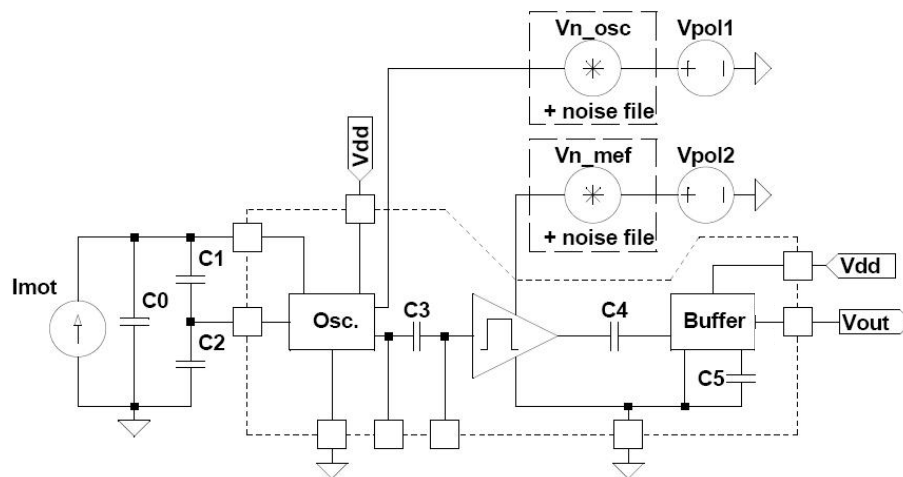 Vn_osc
Vpol1
+ noise file
Vdd
Vn_mef
Vpol2
+ noise file
C1
Vdd
Imot
C0
C3
C4
Osc.
Buffer
Vout
C2
C5